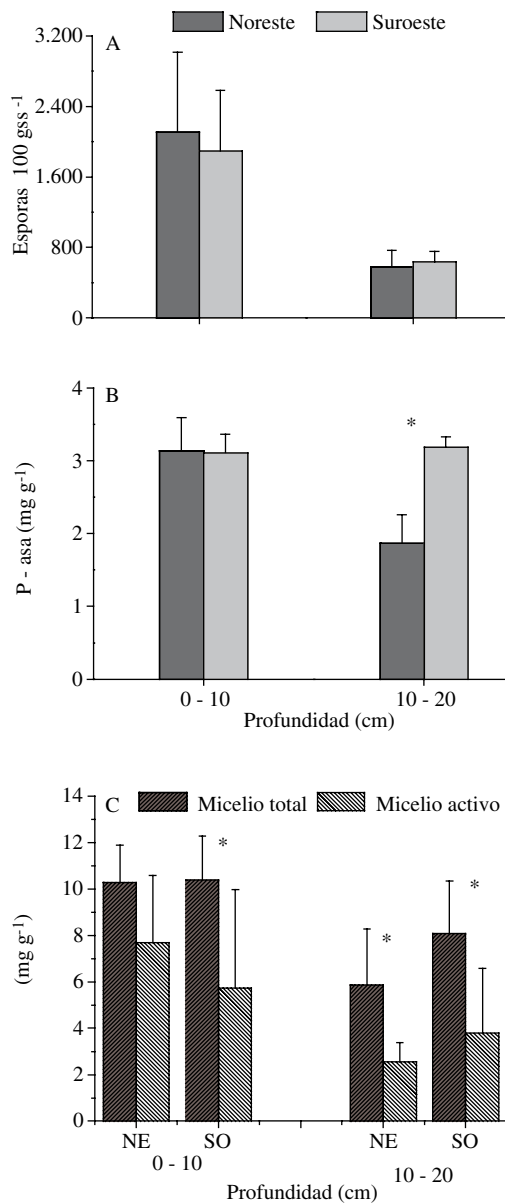 Noreste Suroeste
A
3.200
2.400
1.600
800
0
Esporas 100 gss⁻¹
B
4
3
2
1
0
P - asa (mg g⁻¹)
*
0 - 10 10 - 20
Profundidad (cm)
C
Micelio total Micelio activo
14
12
10
8
6
4
2
0
(mg g⁻¹)
* * *
NE SO NE SO
0 - 10 10 - 20
Profundidad (cm)